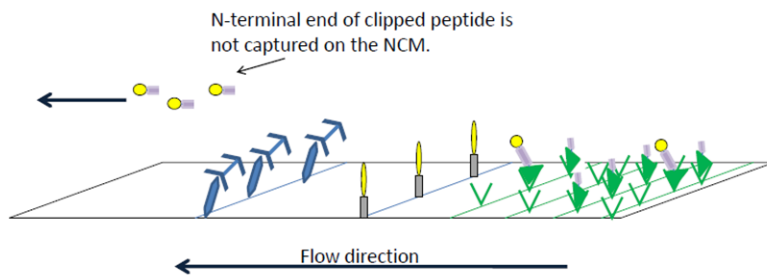 N-terminal end of clipped peptide is
not captured on the NCM.
Flow direction